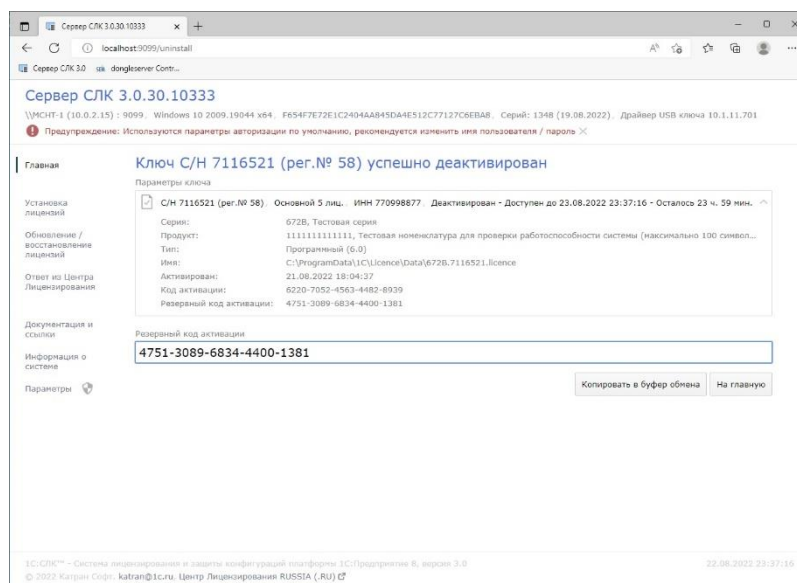 Сервер СЛК 3.0.30.10333
localhost:9099/uninstall
Сервер СЛК 3.0 dongleserver Contr...
Сервер СЛК 3.0.30.10333
\\МСНТ-1 (10.0.2.15) : 9099, Windows 10 2009.19044 x64, F654F7E72E1C2404AA845DA4E512C77127C6EBA8, Серий: 1348 (19.08.2022), Драйвер USB ключа 10.1.11.701
Предупреждение: Используются параметры авторизации по умолчанию, рекомендуется изменить имя пользователя / пароль
Главная
Установка лицензий
Обновление / восстановление лицензий
Ответ из Центра Лицензирования
Документация и ссылки
Информация о системе
Параметры
Ключ С/Н 7116521 (рег.№ 58) успешно деактивирован
Параметры ключа
С/Н 7116521 (рег.№ 58), Основной 5 лиц., ИНН 770998877, Деактивирован - Доступен до 23.08.2022 23:37:16 - Осталось 23 ч. 59 мин.
Серия: 672B, Тестовая серия
Продукт: 1111111111111, Тестовая номенклатура для проверки работоспособности системы (максимально 100 символ...
Тип: Программный (6.0)
Имя: C:\ProgramData\1C\Licence\Data\672B.7116521.licence
Активирован: 21.08.2022 18:04:37
Код активации: 6220-7052-4563-4482-8939
Резервный код активации: 4751-3089-6834-4400-1381
Резервный код активации
4751-3089-6834-4400-1381
Копировать в буфер обмена На главную
1С:СЛК™ - Система лицензирования и защиты конфигураций платформы 1С:Предприятие 8, версия 3.0 22.08.2022 23:37:16
© 2022 Катран Софт, katran@1c.ru, Центр Лицензирования RUSSIA (.RU)